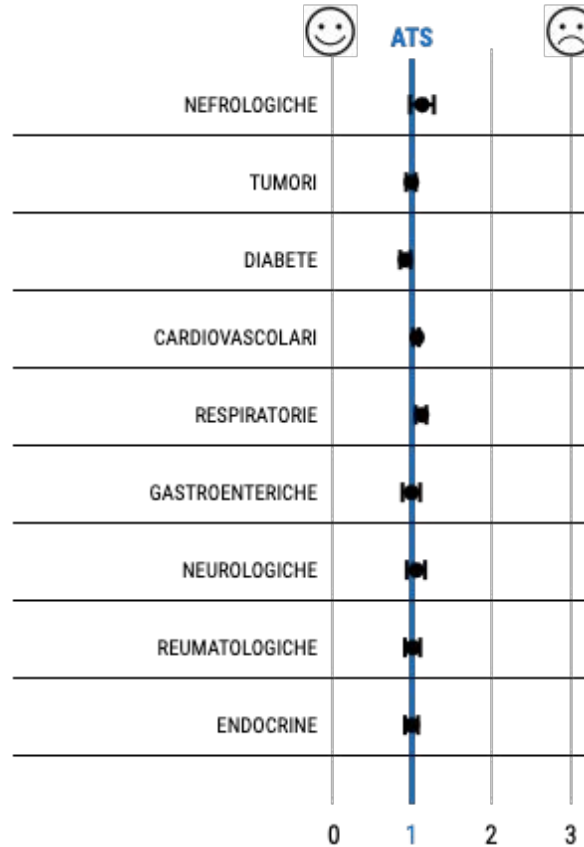 ATS
NEFROLOGICHE
TUMORI
DIABETE
CARDIOVASCOLARI
RESPIRATORIE
GASTROENTERICHE
NEUROLOGICHE
REUMATOLOGICHE
ENDOCRINE
0 1 2 3